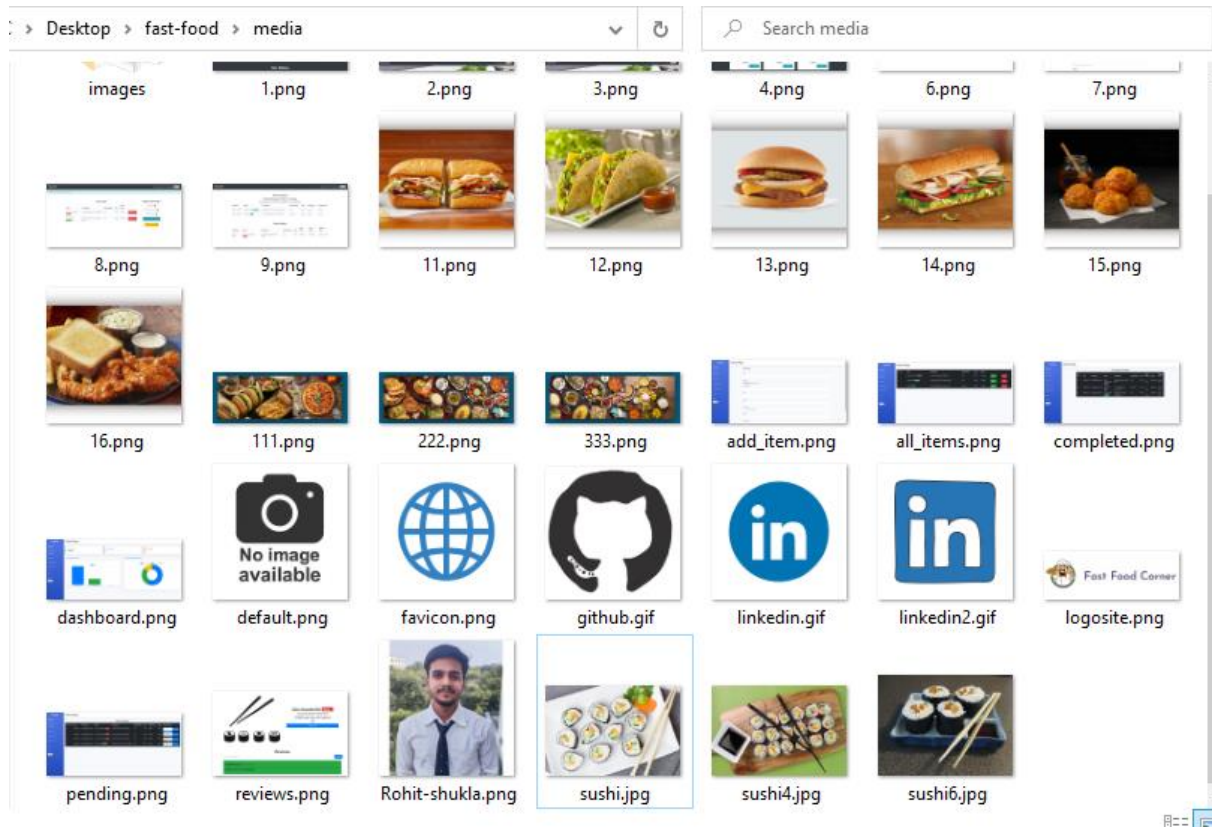 Desktop > fast-food > media
Search media
images 1.png 2.png 3.png 4.png 6.png 7.png
8.png 9.png 11.png 12.png 13.png 14.png 15.png
16.png 111.png 222.png 333.png add_item.png all_items.png completed.png
No image
available
in
in
Fast Food Corner
dashboard.png default.png favicon.png github.gif linkedin.gif linkedin2.gif logosite.png
pending.png reviews.png Rohit-shukla.png sushi.jpg sushi4.jpg sushi6.jpg